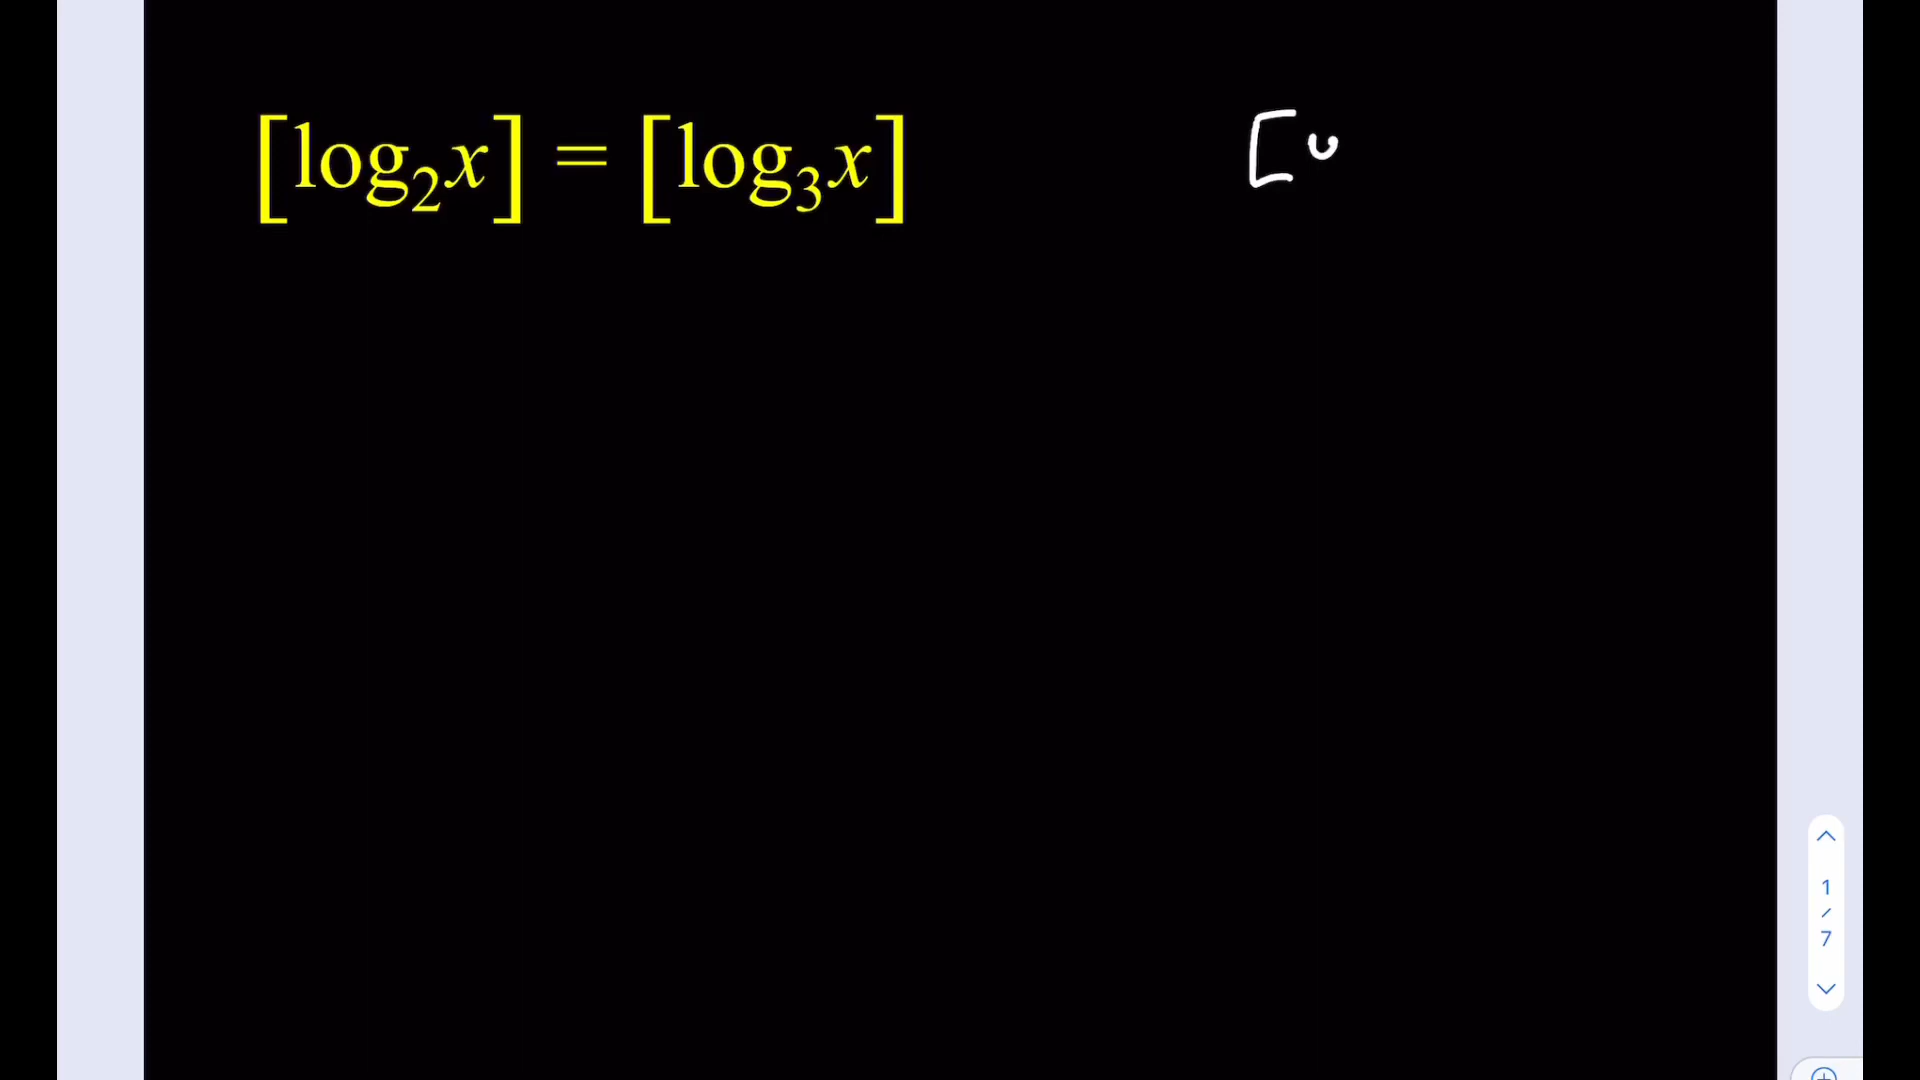 [log₂x] = [log₃x]
[u
1
/
7